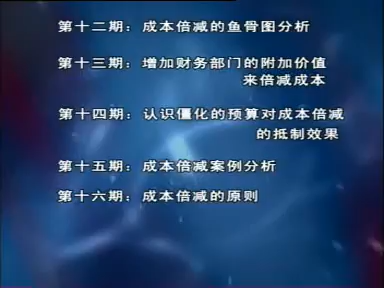 第十二期：成本倍减的鱼骨图分析
第十三期：增加财务部门的附加价值
来倍减成本
第十四期：认识僵化的预算对成本倍减
的抵制效果
第十五期：成本倍减案例分析
第十六期：成本倍减的原则